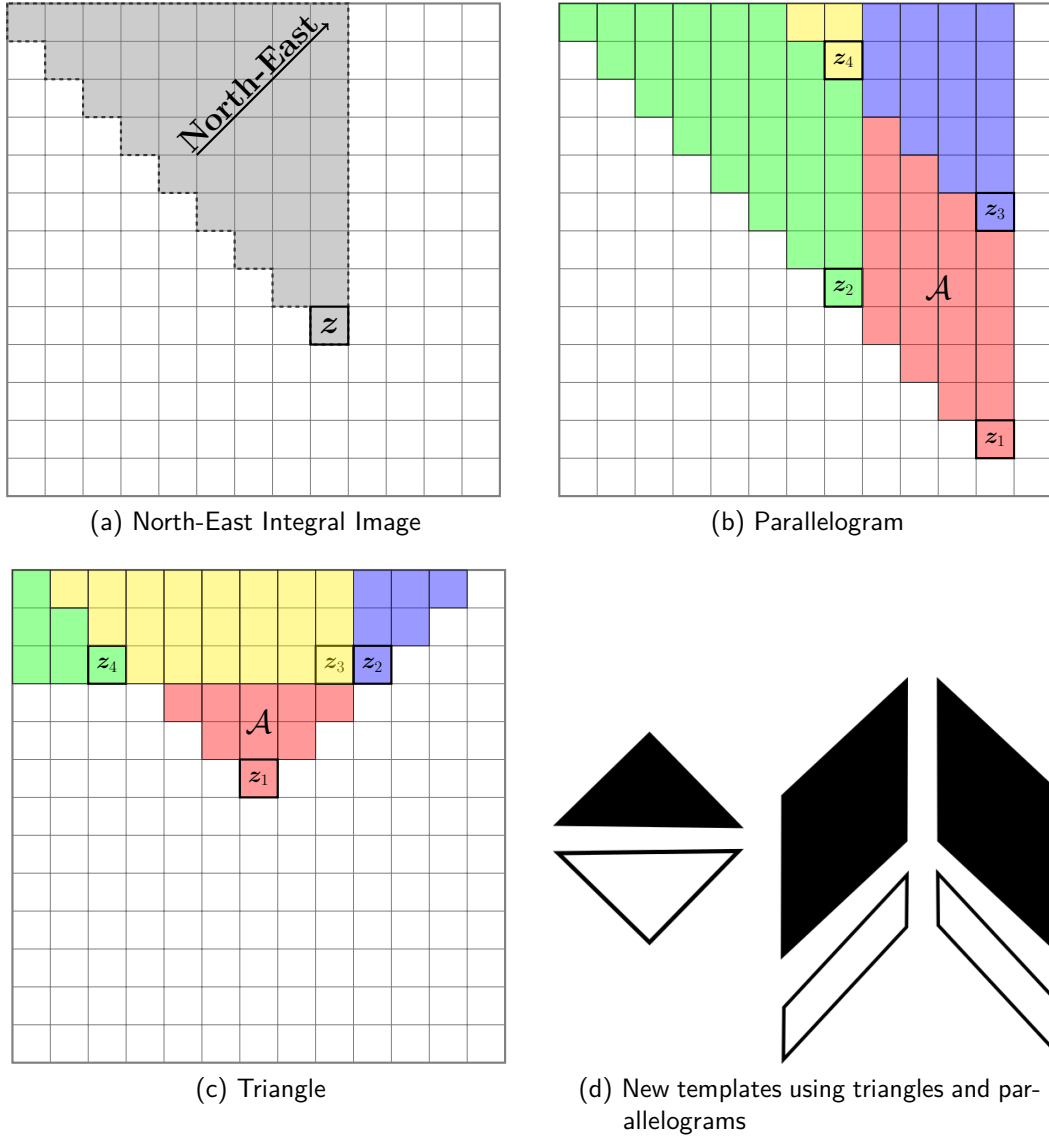 North-East
z
(a) North-East Integral Image
z₄
z₃
z₂
A
z₁
(b) Parallelogram
z₄
z₃
z₂
A
z₁
(c) Triangle
(d) New templates using triangles and par-
allelograms